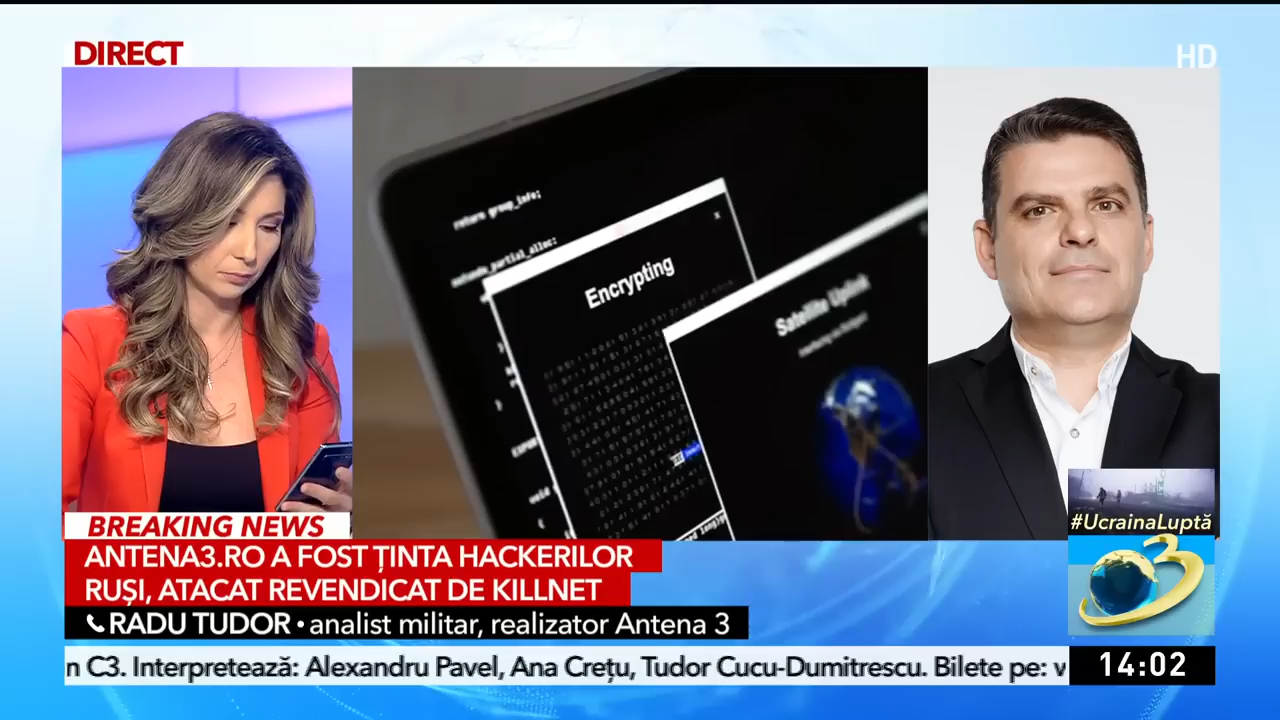 DIRECT
HD
return group_info;
Encrypting
Satellite Uplink
#UcrainaLuptă
BREAKING NEWS
ANTENA3.RO A FOST ȚINTA HACKERILOR
RUȘI, ATACAT REVENDICAT DE KILLNET
RADU TUDOR • analist militar, realizator Antena 3
n C3. Interpretează: Alexandru Pavel, Ana Crețu, Tudor Cucu-Dumitrescu. Bilete pe: v
14:02
3